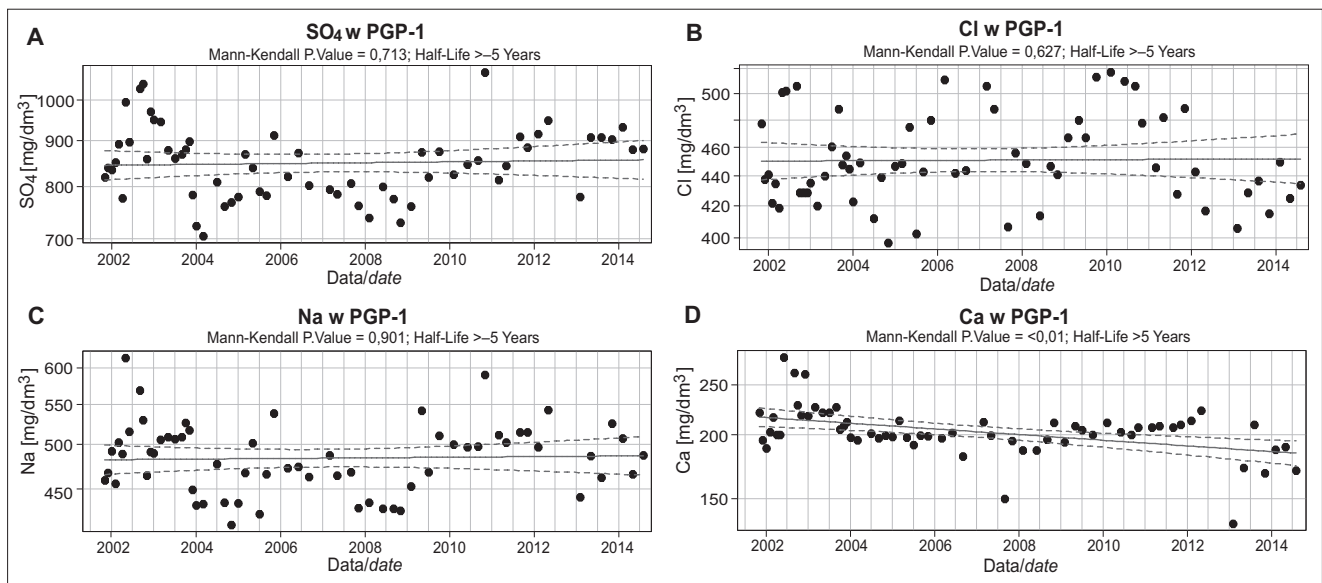 A
SO4 w PGP-1
Mann-Kendall P.Value = 0,713; Half-Life >–5 Years
SO4 [mg/dm3]
1000
900
800
700
2002 2004 2006 2008 2010 2012 2014
Data/date
B
Cl w PGP-1
Mann-Kendall P.Value = 0,627; Half-Life >–5 Years
Cl [mg/dm3]
500
460
440
420
400
2002 2004 2006 2008 2010 2012 2014
Data/date
C
Na w PGP-1
Mann-Kendall P.Value = 0,901; Half-Life >–5 Years
Na [mg/dm3]
600
550
500
450
2002 2004 2006 2008 2010 2012 2014
Data/date
D
Ca w PGP-1
Mann-Kendall P.Value = <0,01; Half-Life >5 Years
Ca [mg/dm3]
250
200
150
2002 2004 2006 2008 2010 2012 2014
Data/date